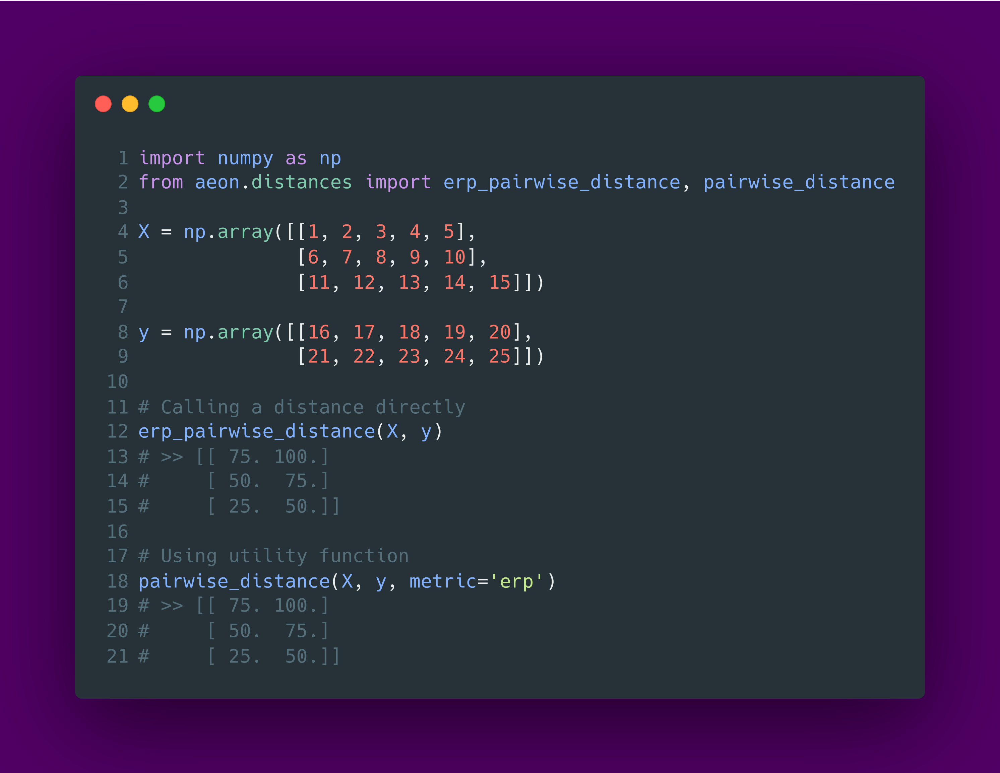 1 import numpy as np
2 from aeon.distances import erp_pairwise_distance, pairwise_distance
3
4 X = np.array([[1, 2, 3, 4, 5],
5               [6, 7, 8, 9, 10],
6               [11, 12, 13, 14, 15]])
7
8 y = np.array([[16, 17, 18, 19, 20],
9               [21, 22, 23, 24, 25]])
10
11 # Calling a distance directly
12 erp_pairwise_distance(X, y)
13 # >> [[ 75. 100.]
14 #     [ 50.  75.]
15 #     [ 25.  50.]]
16
17 # Using utility function
18 pairwise_distance(X, y, metric='erp')
19 # >> [[ 75. 100.]
20 #     [ 50.  75.]
21 #     [ 25.  50.]]